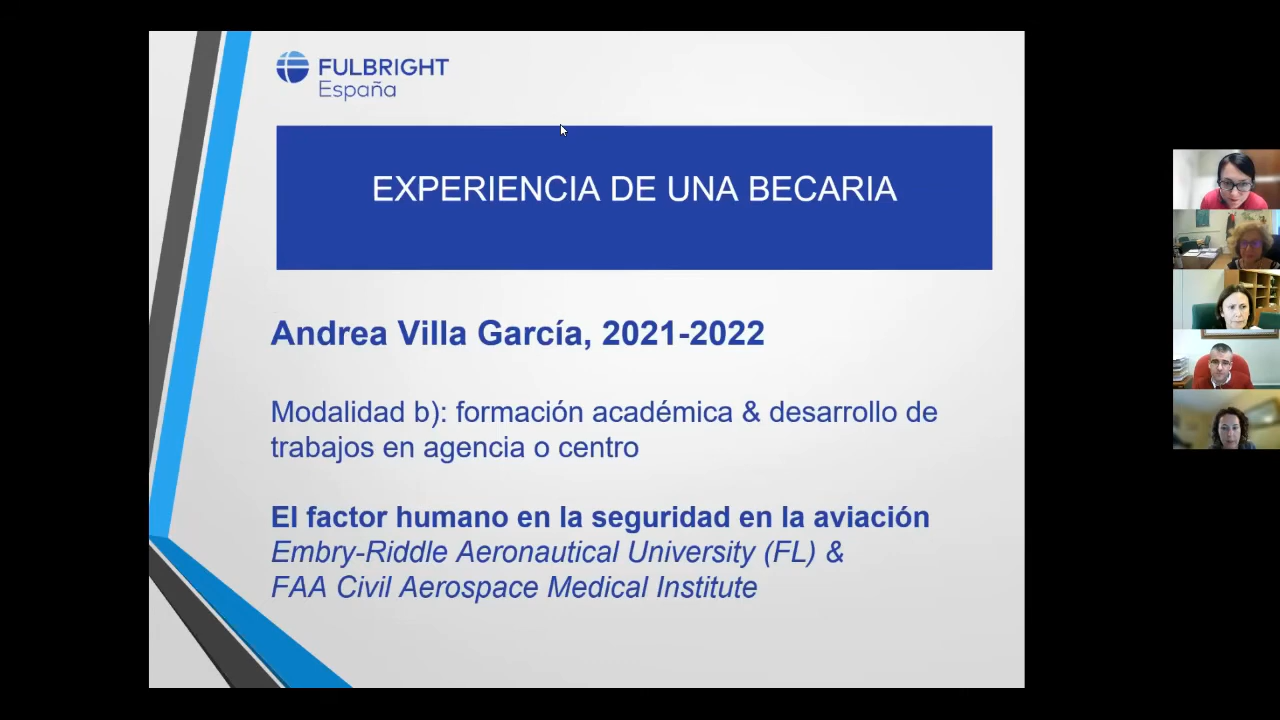 FULBRIGHT
España
EXPERIENCIA DE UNA BECARIA
Andrea Villa García, 2021-2022
Modalidad b): formación académica & desarrollo de
trabajos en agencia o centro
El factor humano en la seguridad en la aviación
Embry-Riddle Aeronautical University (FL) &
FAA Civil Aerospace Medical Institute